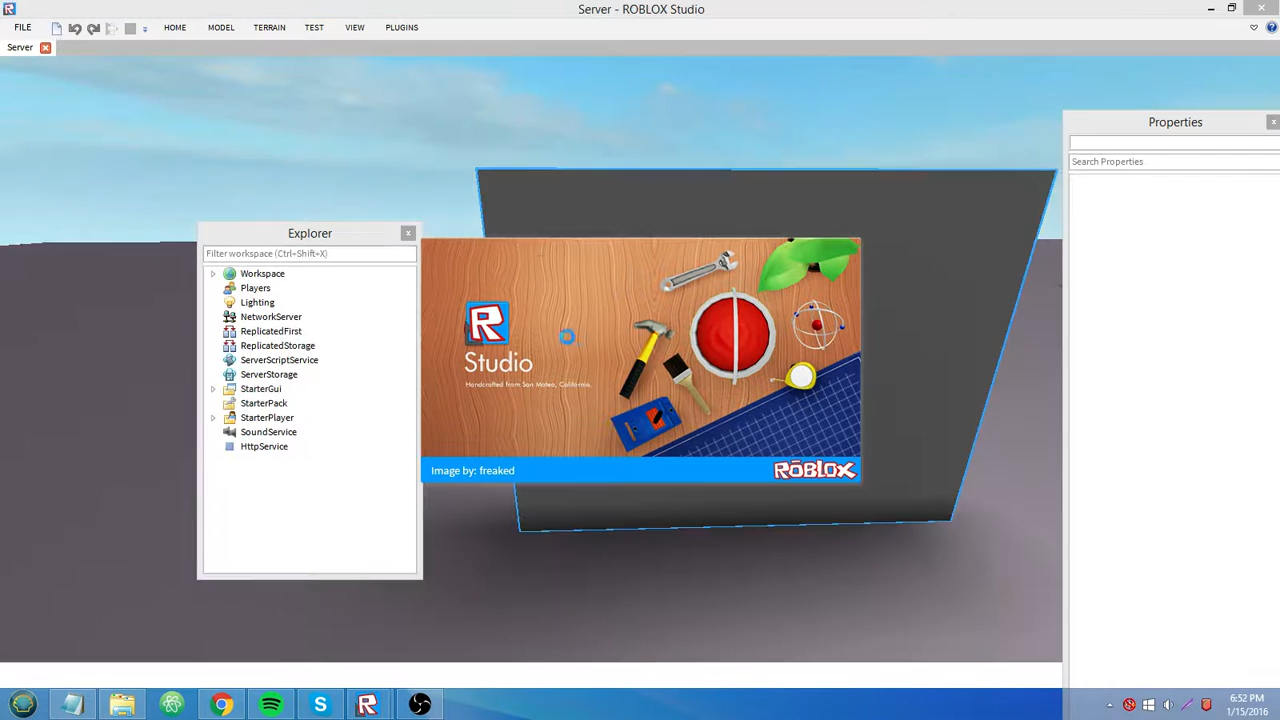 Server - ROBLOX Studio
FILE
HOME
MODEL
TERRAIN
TEST
VIEW
PLUGINS
Server
Properties
Search Properties
Explorer
Filter workspace (Ctrl+Shift+X)
Workspace
Players
Lighting
NetworkServer
ReplicatedFirst
ReplicatedStorage
ServerScriptService
ServerStorage
StarterGui
StarterPack
StarterPlayer
SoundService
HttpService
R
Studio
Handcrafted from San Mateo, California.
Image by: freaked
ROBLOX
6:52 PM
1/15/2016